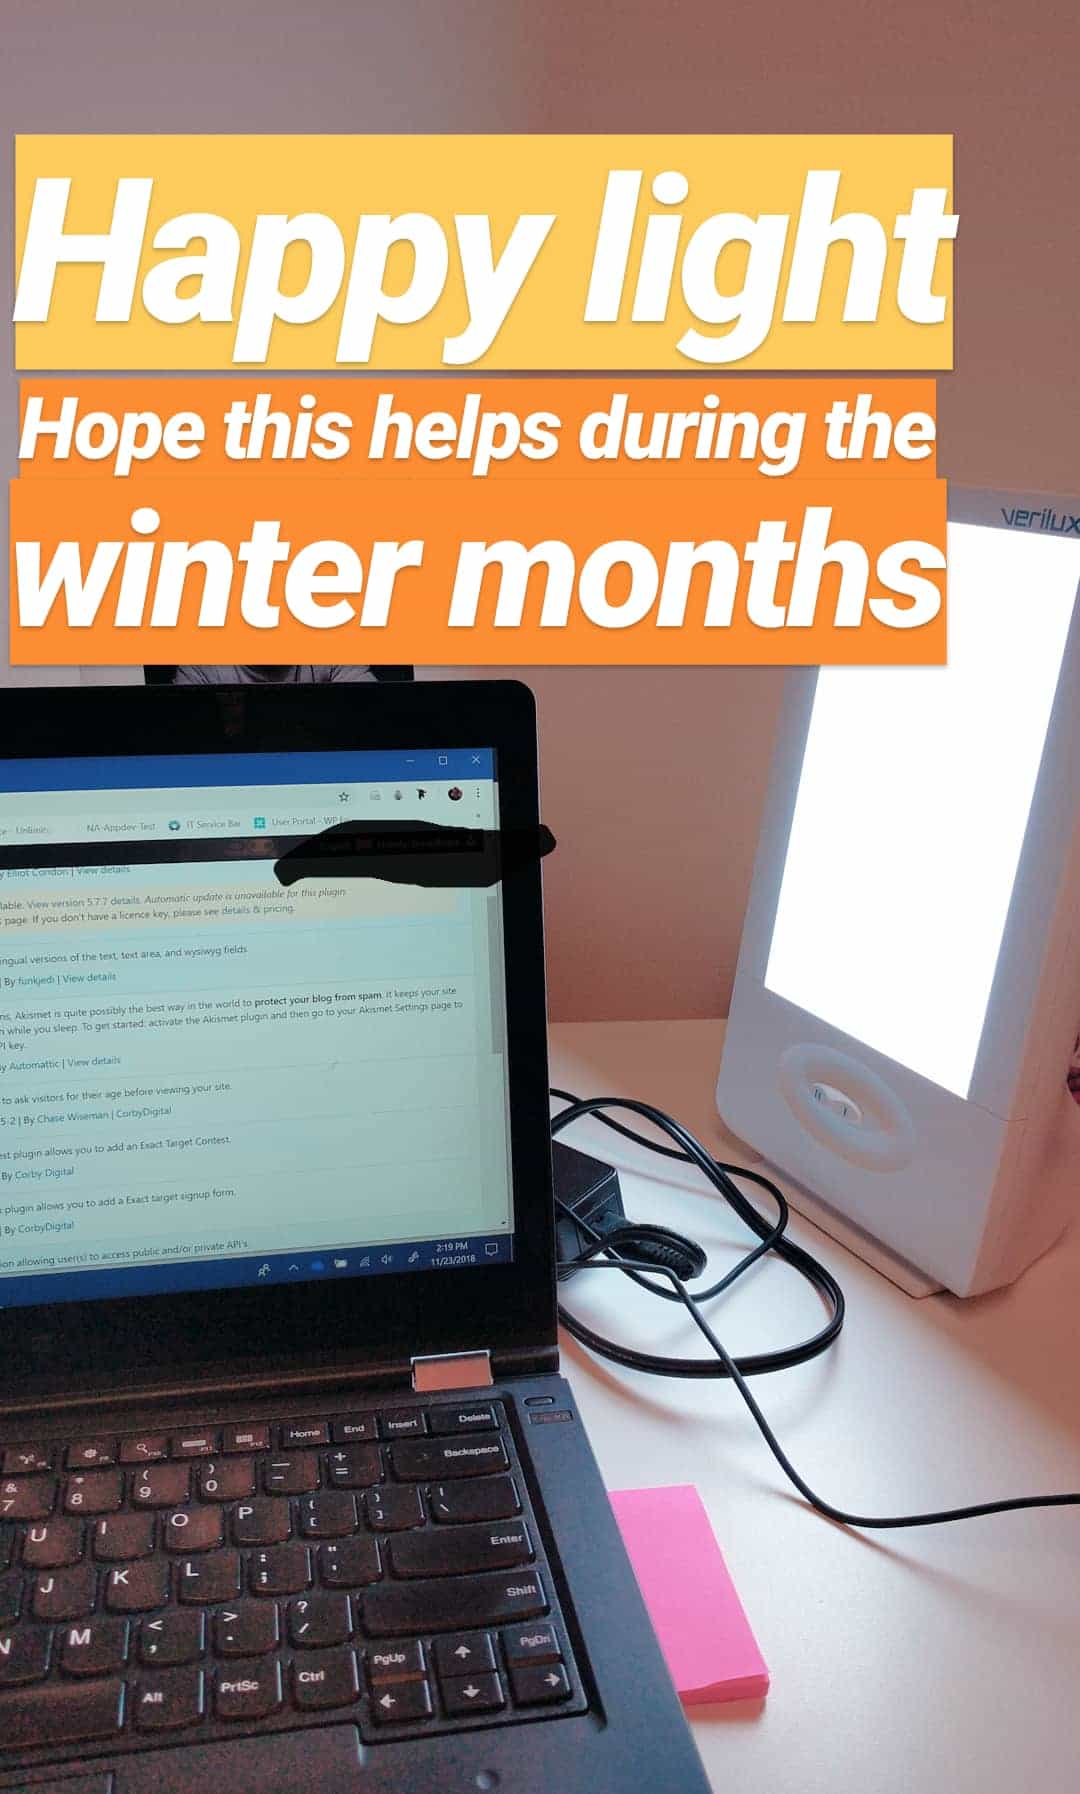 Happy light
Hope this helps during the
winter months
verilux
NA-Appdev-Test
IT Service Bar
User Portal - WP
y Elliot London | View details
lable. View version 5.7.7 details. Automatic update is unavailable for this plugin.
page. If you don't have a licence key, please see details & pricing.
ingual versions of the text, text area, and wysiwyg fields.
| By funkjedi | View details
ns, Akismet is quite possibly the best way in the world to protect your blog from spam. It keeps your site
n while you sleep. To get started: activate the Akismet plugin and then go to your Akismet Settings page to
PI key.
y Automattic | View details
to ask visitors for their age before viewing your site.
5-2 | By Chase Wiseman | CorbyDigital
est plugin allows you to add an Exact Target Contest.
By Corby Digital
plugin allows you to add a Exact target signup form.
| By CorbyDigital
ion allowing user(s) to access public and/or private API's.
2:19 PM
11/23/2018
Home End Insert Delete
& 7 * 8 ( 9 ) 0 — - + = Backspace
U I O P { [ } ] | \
J K L : ; " ' Enter
N M < , > . ? / Shift
Alt PrtSc Ctrl PgUp PgDn